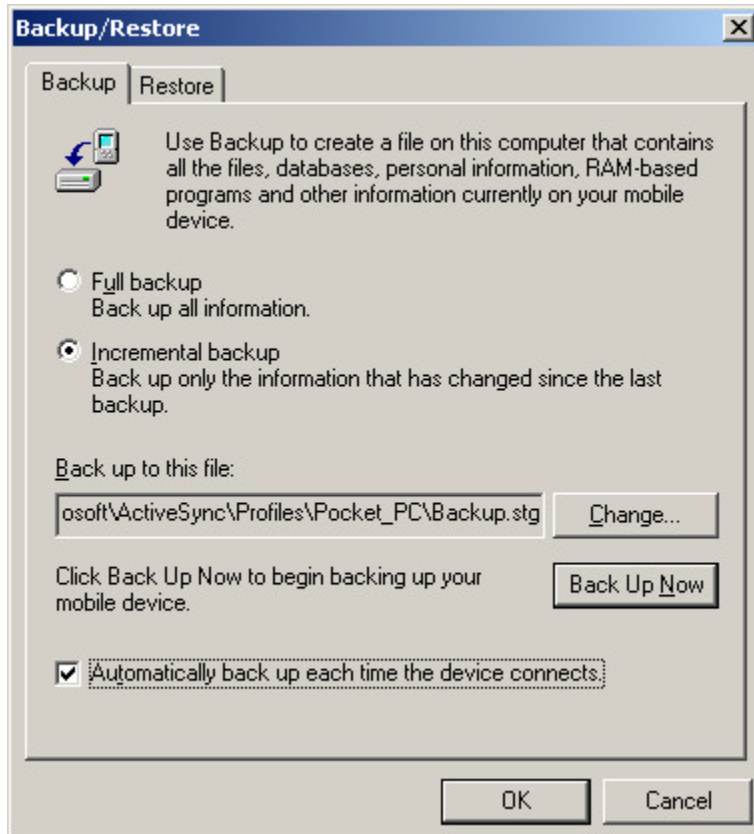 Backup/Restore
Backup
Restore
Use Backup to create a file on this computer that contains
all the files, databases, personal information, RAM-based
programs and other information currently on your mobile
device.
Full backup
Back up all information.
Incremental backup
Back up only the information that has changed since the last
backup.
Back up to this file:
osoft\ActiveSync\Profiles\Pocket_PC\Backup.stg
Change...
Click Back Up Now to begin backing up your
mobile device.
Back Up Now
Automatically back up each time the device connects.
OK
Cancel